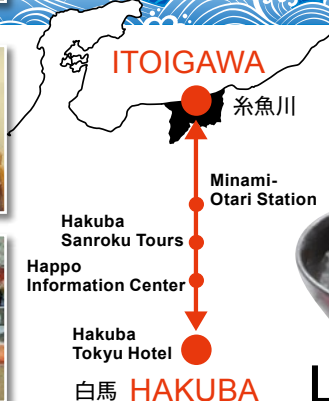 ITOIGAWA
糸魚川
Minami-
Otari Station
Hakuba
Sanroku Tours
Happo
Information Center
Hakuba
Tokyu Hotel
白馬 HAKUBA
L